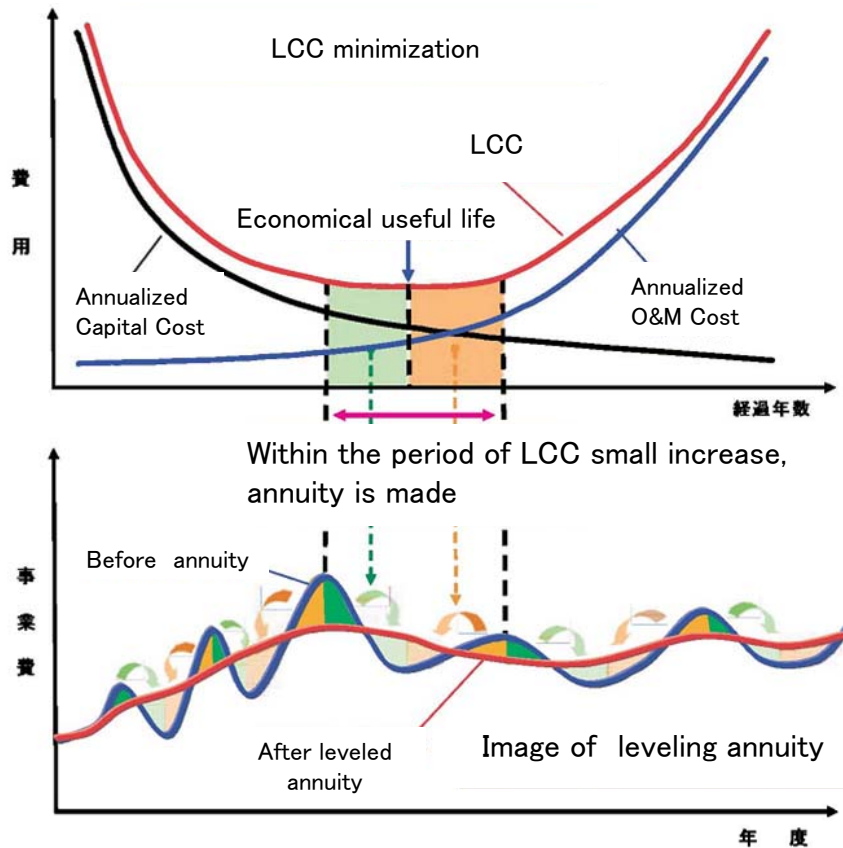 LCC minimization
費
用
LCC
Economical useful life
Annualized
Capital Cost
Annualized
O&M Cost
経過年数
Within the period of LCC small increase,
annuity is made
事
業
費
Before annuity
After leveled
annuity
Image of leveling annuity
年 度